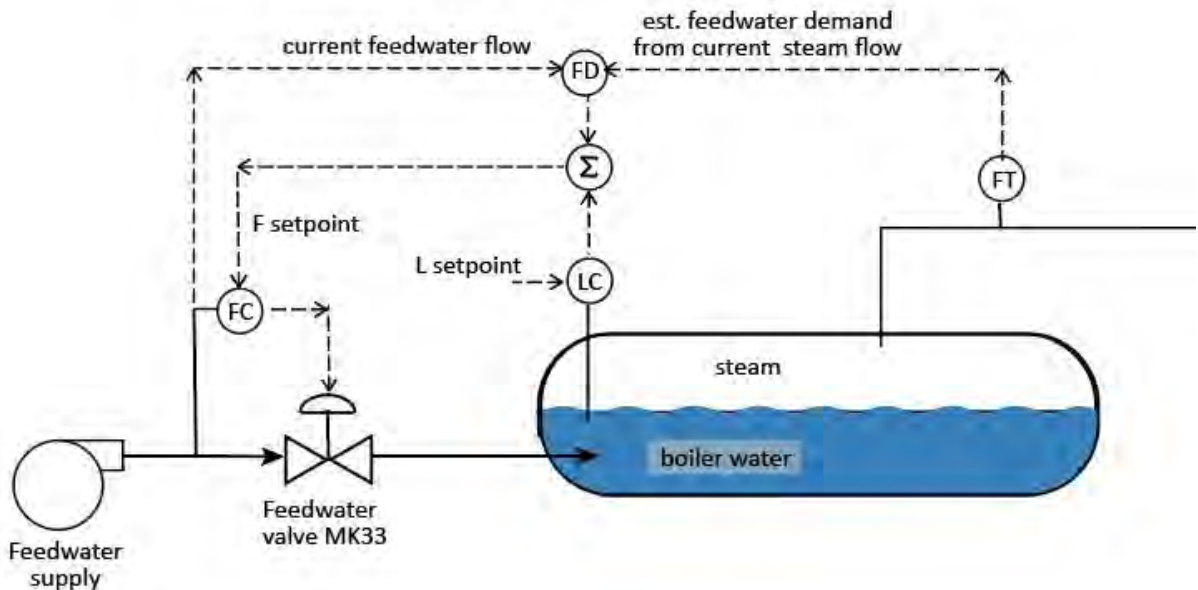 est. feedwater demand
from current steam flow
current feedwater flow
FD
Σ
FT
F setpoint
L setpoint
LC
FC
steam
boiler water
Feedwater
valve MK33
Feedwater
supply